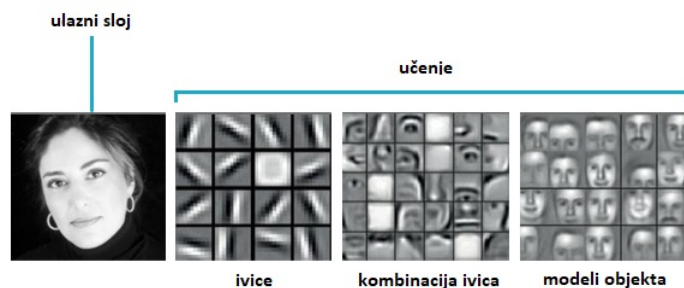 ulazni sloj
učenje
ivice
kombinacija ivica
modeli objekta